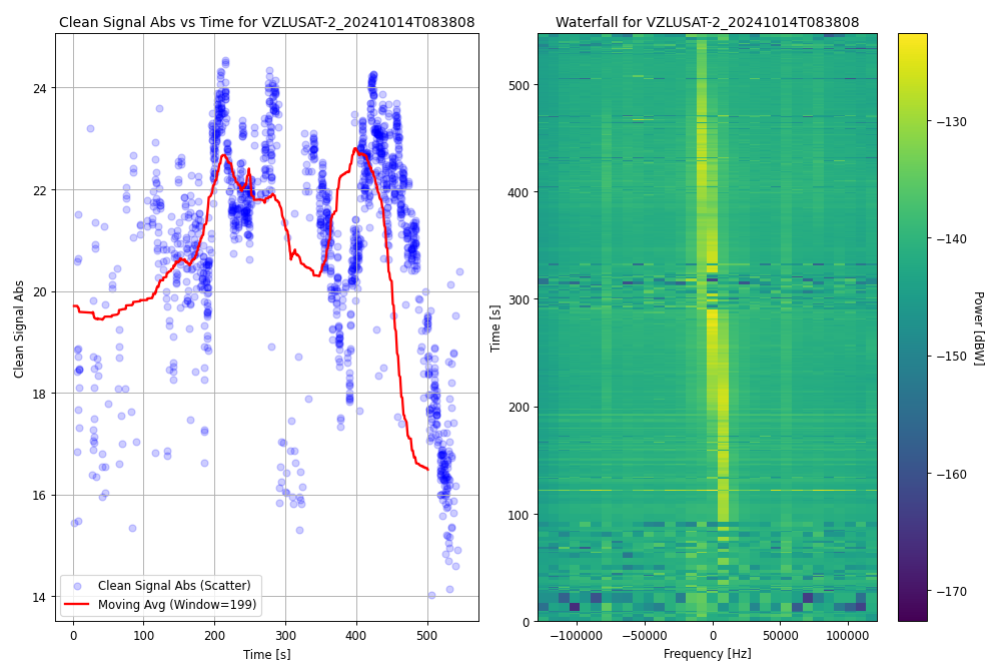 Clean Signal Abs vs Time for VZLUSAT-2_20241014T083808
Clean Signal Abs
24
22
20
18
16
14
Clean Signal Abs (Scatter)
Moving Avg (Window=199)
0 100 200 300 400 500
Time [s]
Waterfall for VZLUSAT-2_20241014T083808
Time [s]
500
400
300
200
100
0
−100000 −50000 0 50000 100000
Frequency [Hz]
−130
−140
−150
−160
−170
Power [dBW]